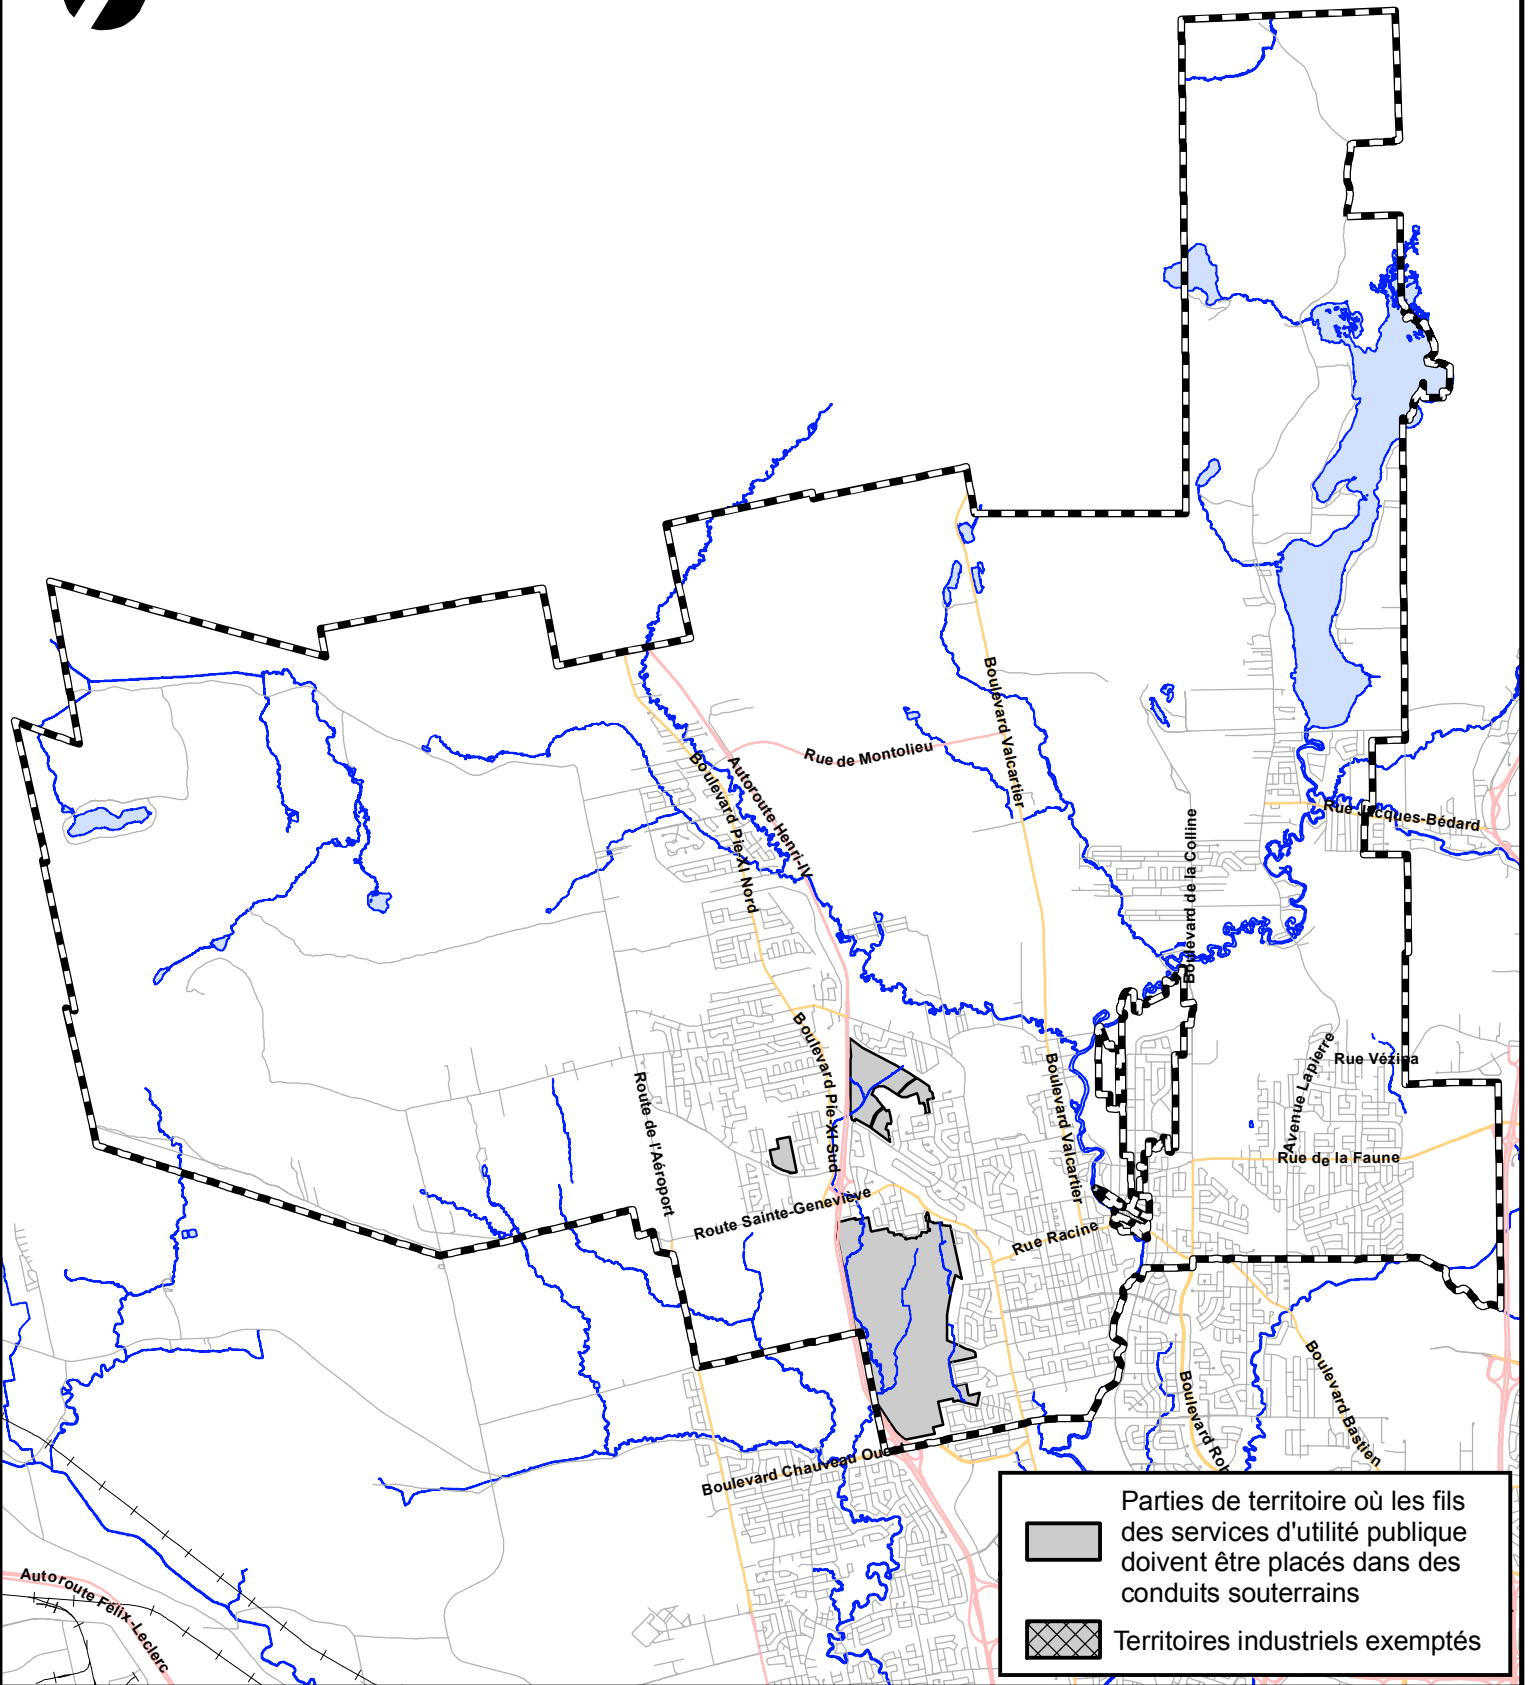 Boulevard Valcartier
Rue de Montolieu
Autoroute Henri-IV
Boulevard Pie-XI Nord
Rue Jacques-Bédard
Boulevard de la Colline
Boulevard Pie-XI Sud
Route de l'Aéroport
Boulevard Valcartier
Avenue Lapierre
Rue Vézina
Rue de la Faune
Route Sainte-Geneviève
Rue Racine
Boulevard Bastien
Boulevard Rob
Boulevard Chauveau Oue
Autoroute Félix-Leclerc
Parties de territoire où les fils
des services d'utilité publique
doivent être placés dans des
conduits souterrains
Territoires industriels exemptés